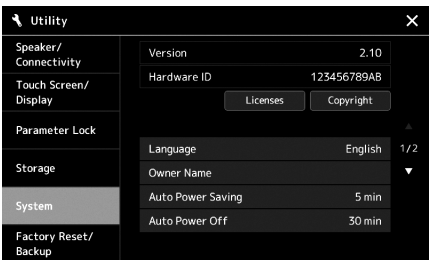 Utility
Speaker/
Connectivity
Touch Screen/
Display
Parameter Lock
Storage
System
Factory Reset/
Backup
Version 2.10
Hardware ID 123456789AB
Licenses Copyright
Language English
Owner Name
Auto Power Saving 5 min
Auto Power Off 30 min
1/2